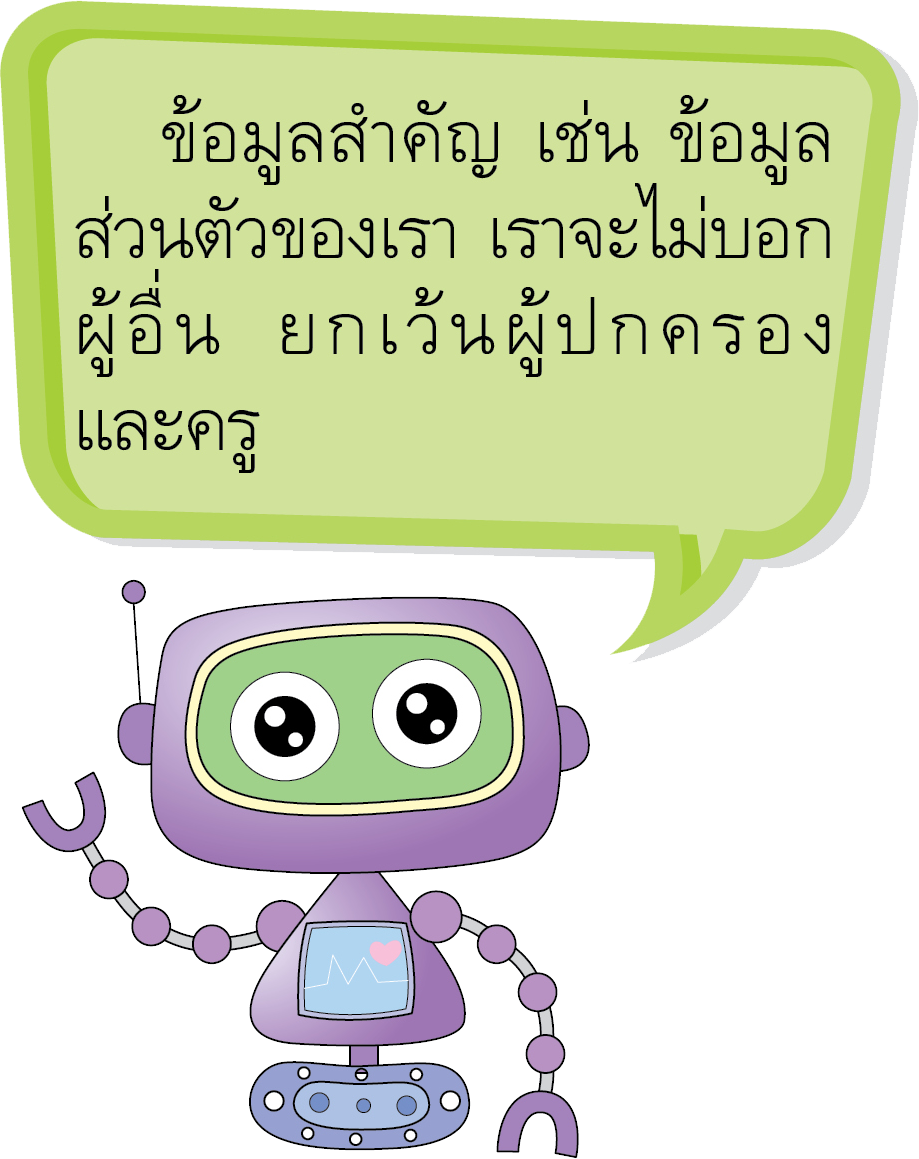 ข้อมูลสำคัญ เช่น ข้อมูล
ส่วนตัวของเรา เราจะไม่บอก
ผู้อื่น ยกเว้นผู้ปกครอง
และครู